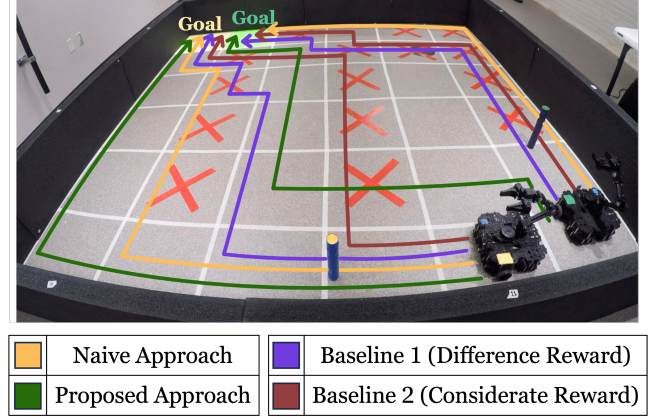 Goal Goal
Naive Approach
Baseline 1 (Difference Reward)
Proposed Approach
Baseline 2 (Considerate Reward)